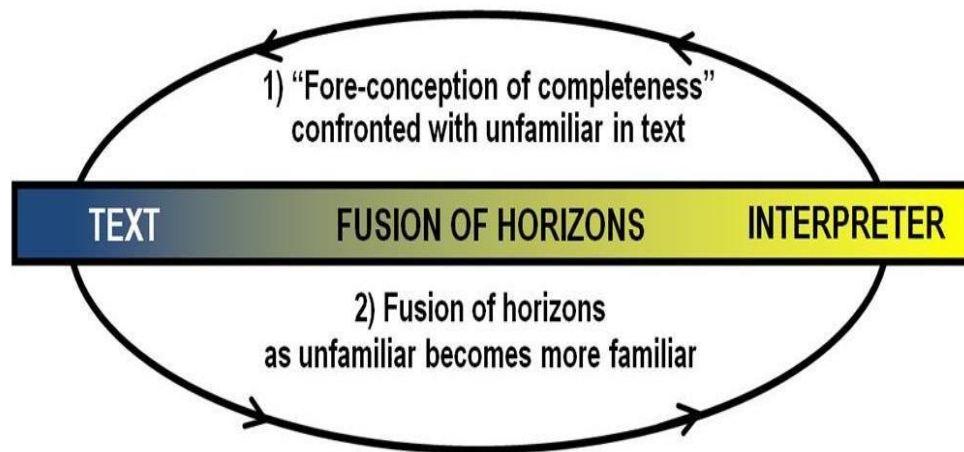 1) “Fore-conception of completeness”
confronted with unfamiliar in text
TEXT FUSION OF HORIZONS INTERPRETER
2) Fusion of horizons
as unfamiliar becomes more familiar